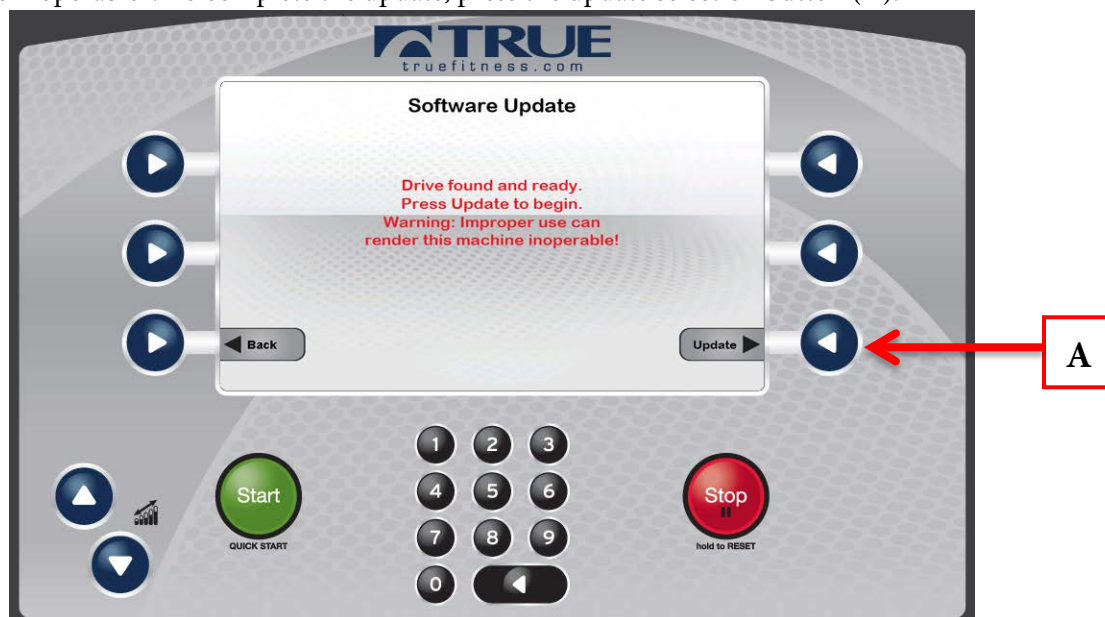 TRUE
truefitness.com
Software Update
Drive found and ready.
Press Update to begin.
Warning: Improper use can
render this machine inoperable!
Back
Update
A
1 2 3
4 5 6
7 8 9
0
Start
QUICK START
Stop
hold to RESET